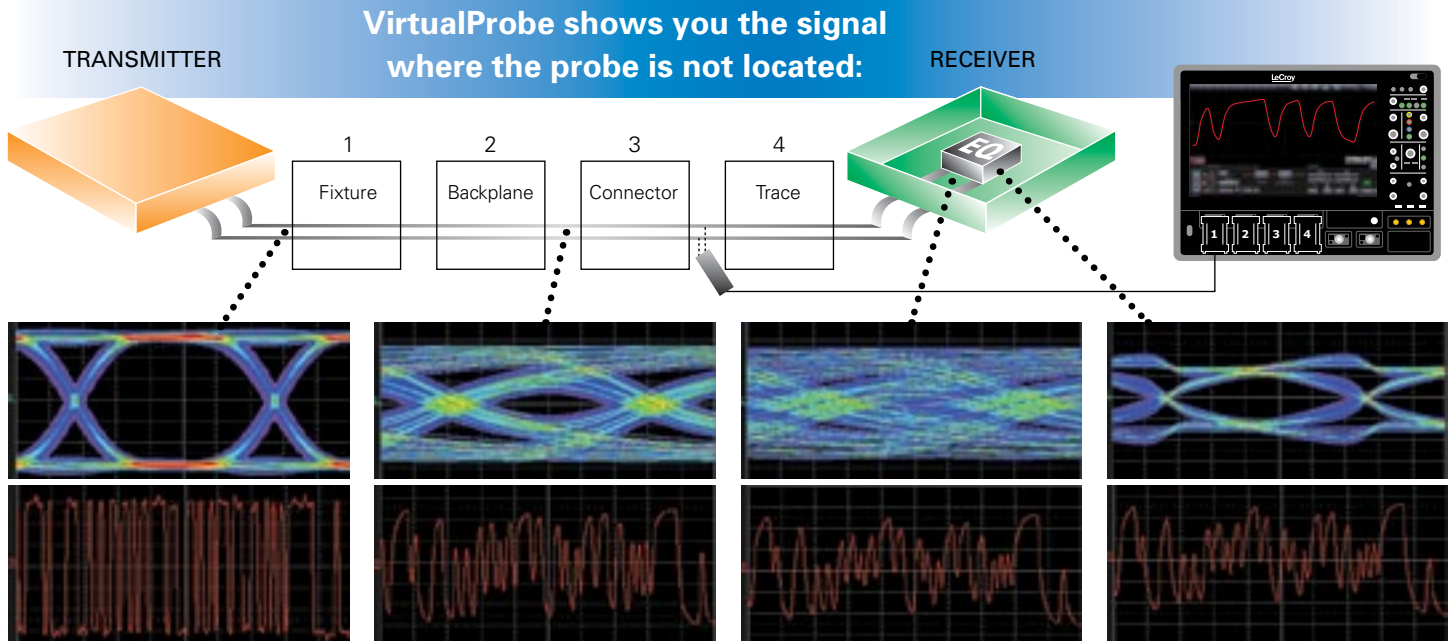 VirtualProbe shows you the signal
where the probe is not located:
TRANSMITTER
RECEIVER
LeCroy
1
2
3
4
Fixture
Backplane
Connector
Trace
EQ
1
2
3
4